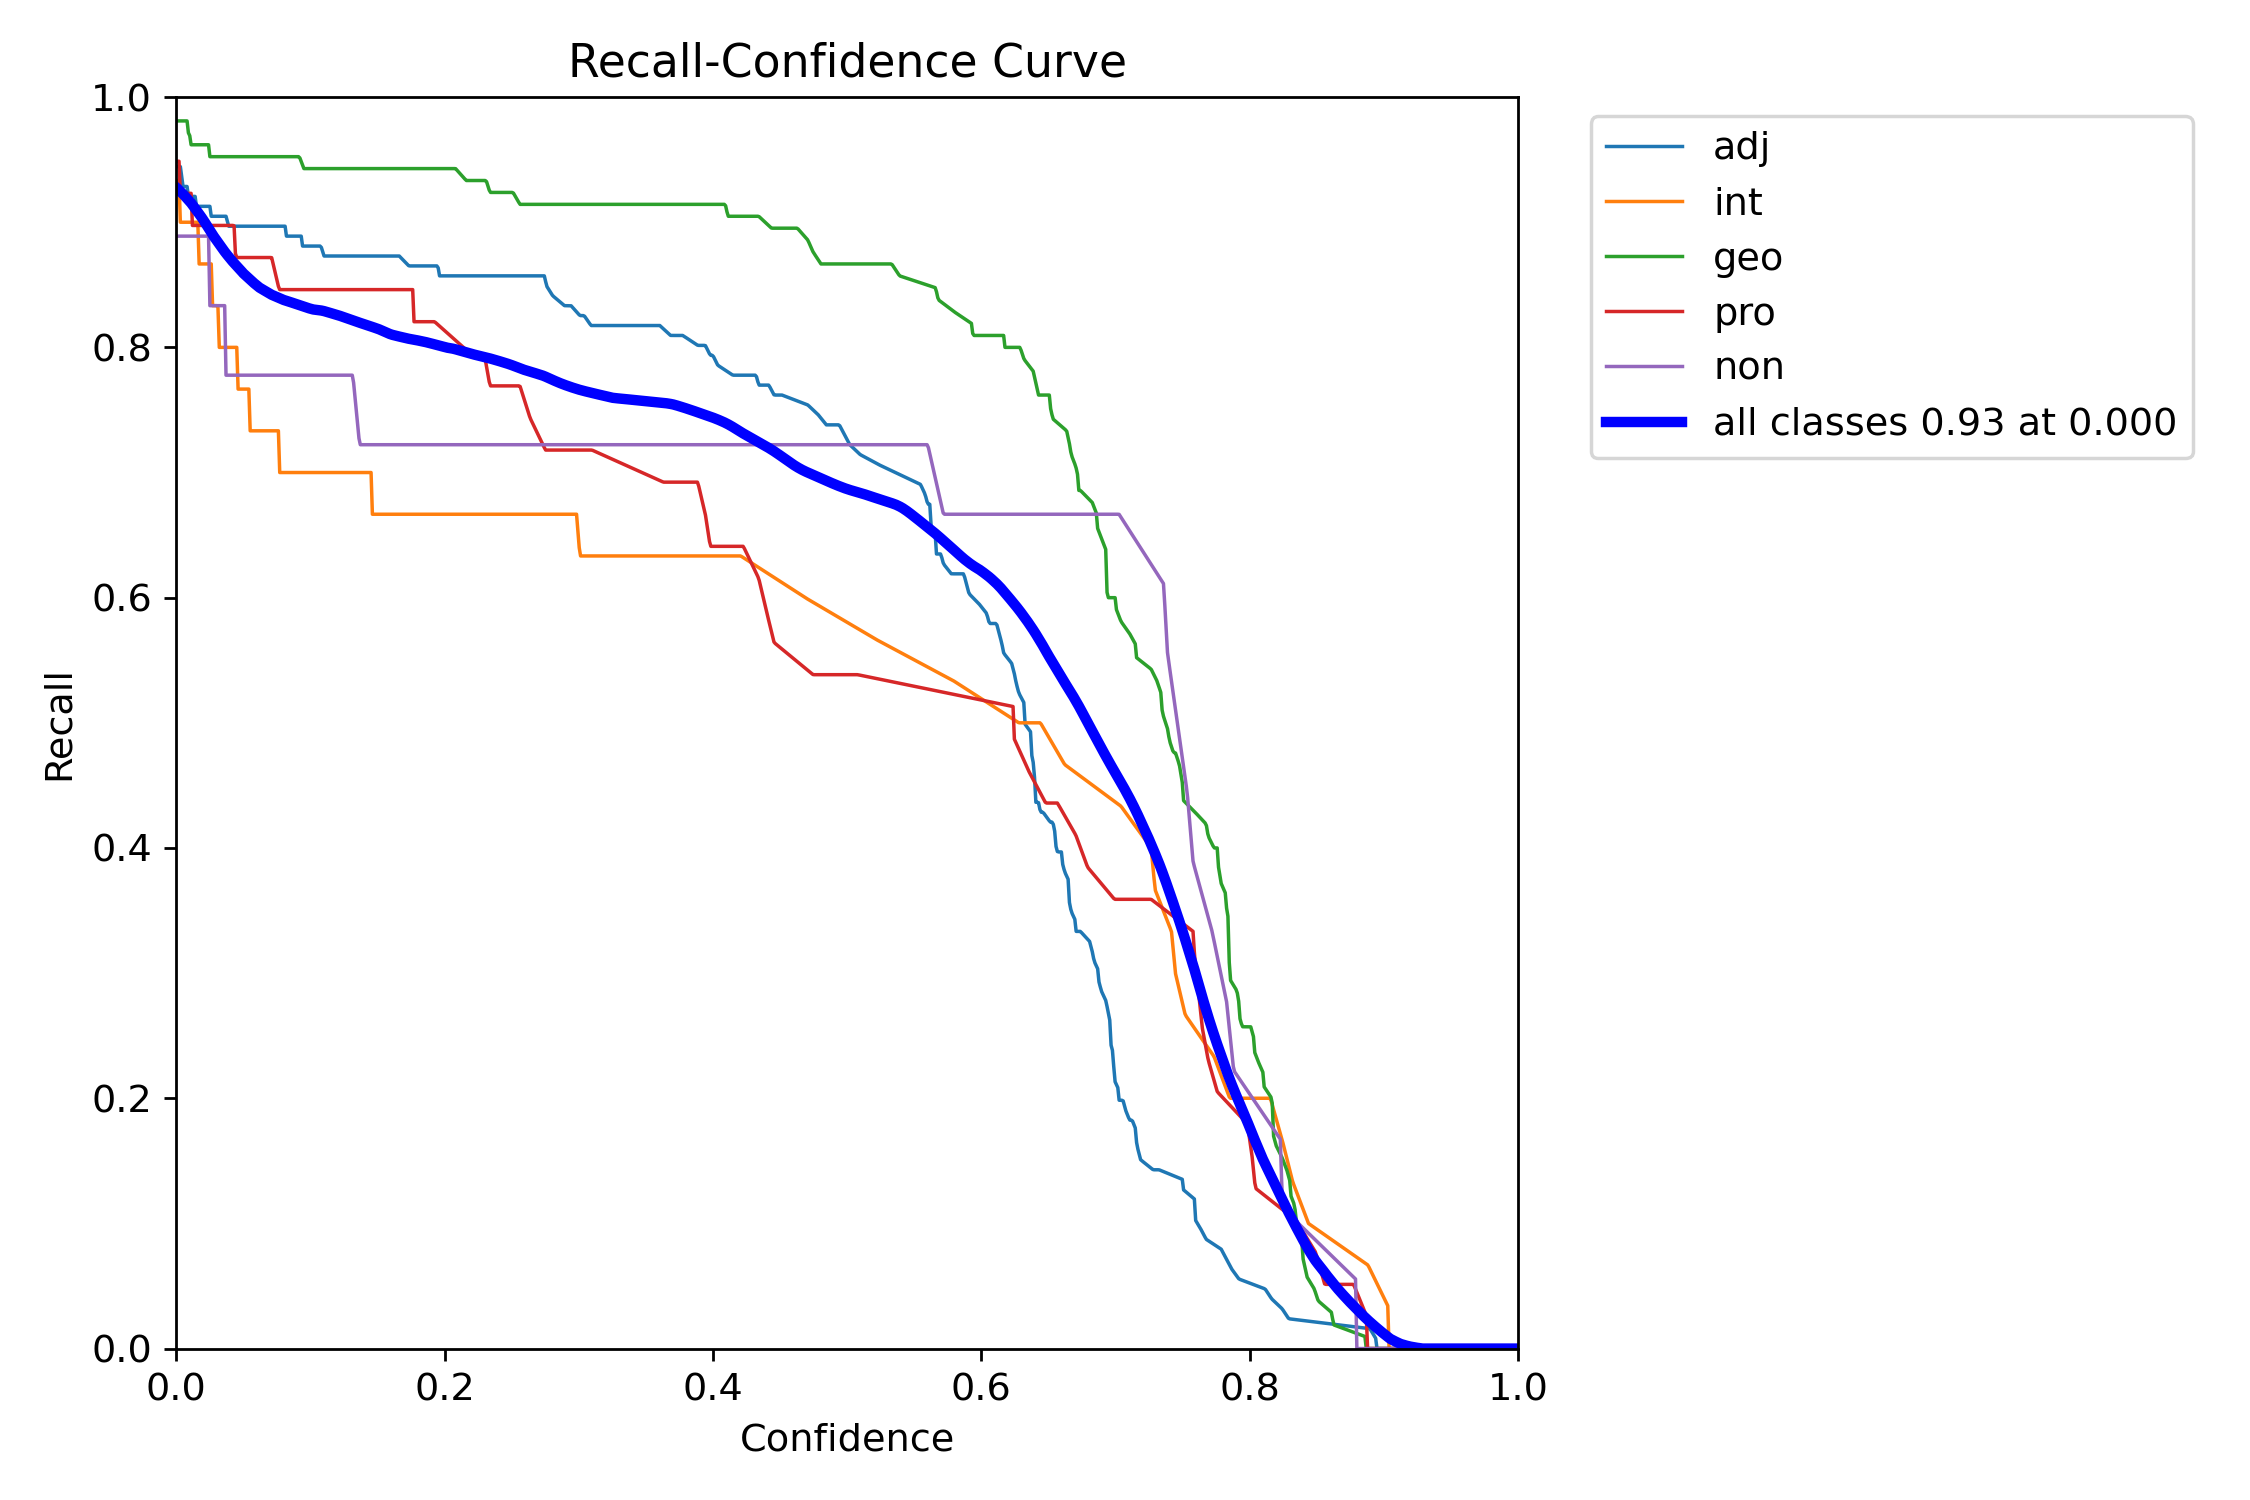 Recall-Confidence Curve
1.0
0.8
0.6
0.4
0.2
0.0
Recall
0.0 0.2 0.4 0.6 0.8 1.0
Confidence
adj
int
geo
pro
non
all classes 0.93 at 0.000